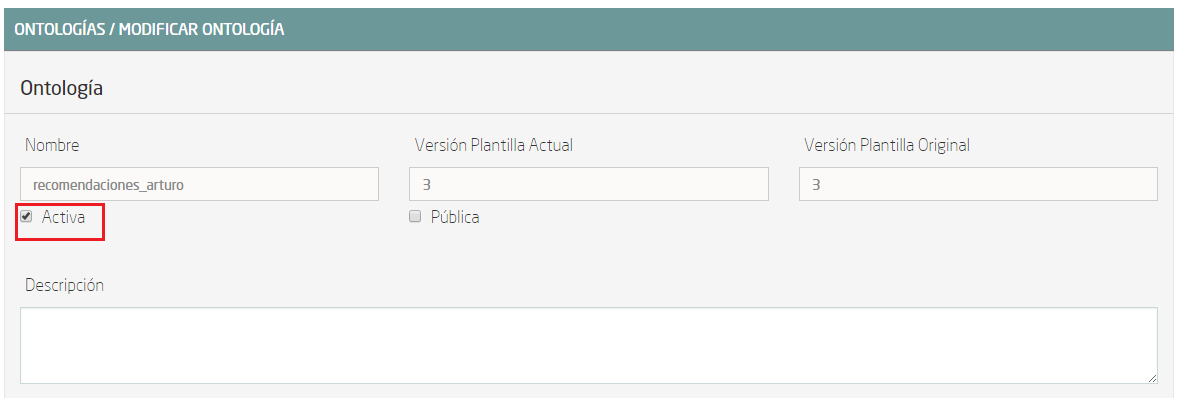 ONTOLOGÍAS / MODIFICAR ONTOLOGÍA
Ontología
Nombre Versión Plantilla Actual Versión Plantilla Original
recomendaciones_arturo 3 3
Activa Pública
Descripción